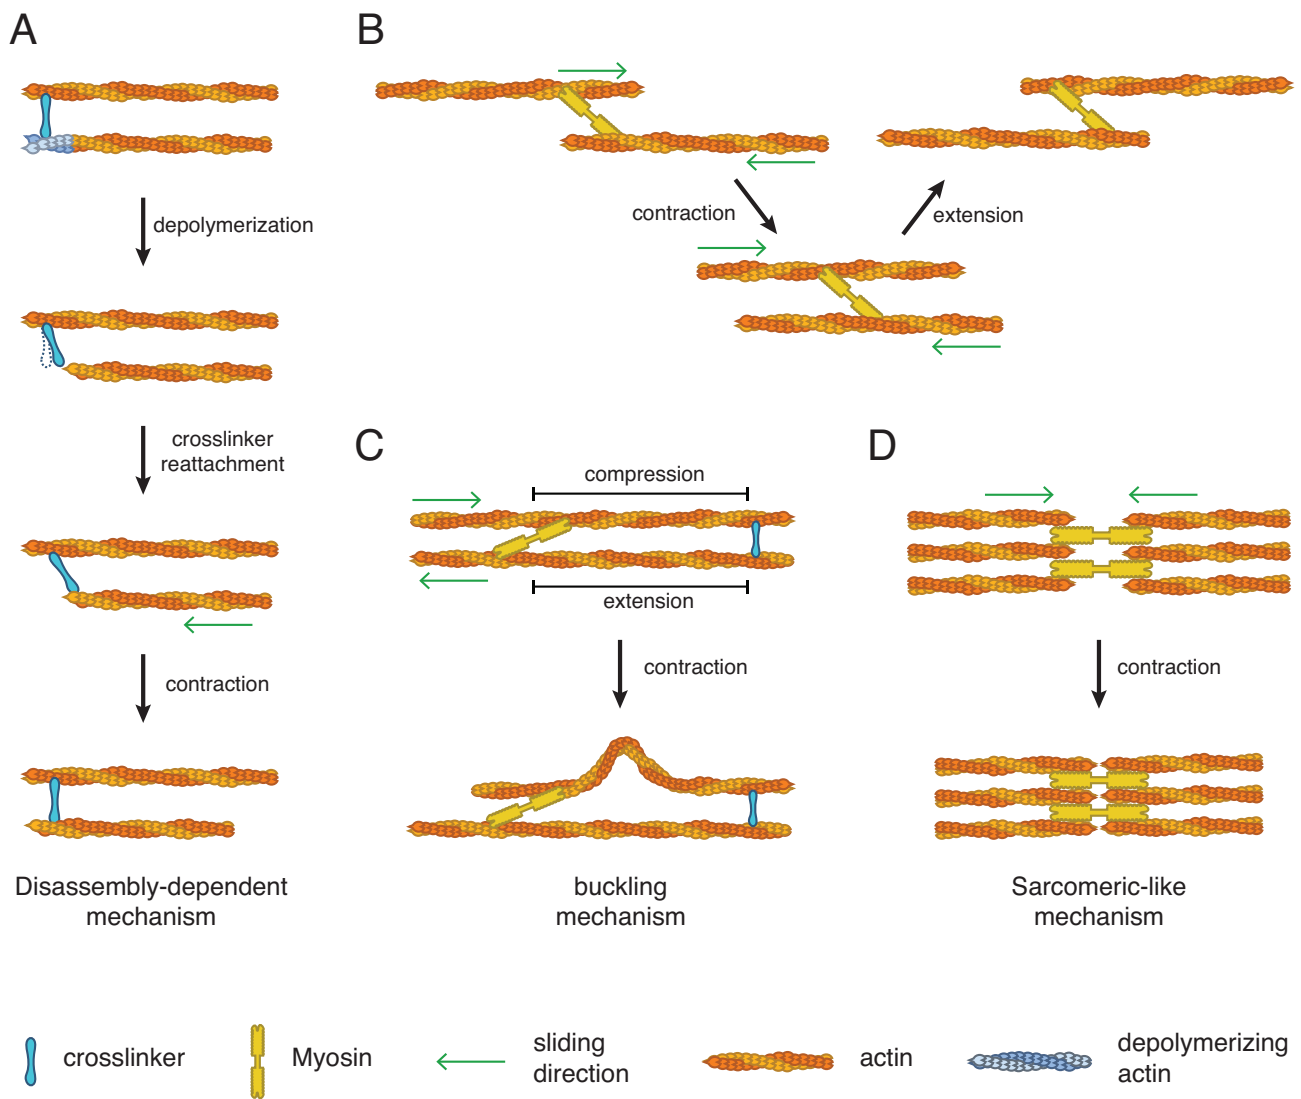 A
depolymerization
crosslinker
reattachment
contraction
Disassembly-dependent
mechanism
B
contraction
extension
C
compression
extension
contraction
buckling
mechanism
D
contraction
Sarcomeric-like
mechanism
crosslinker
Myosin
sliding
direction
actin
depolymerizing
actin